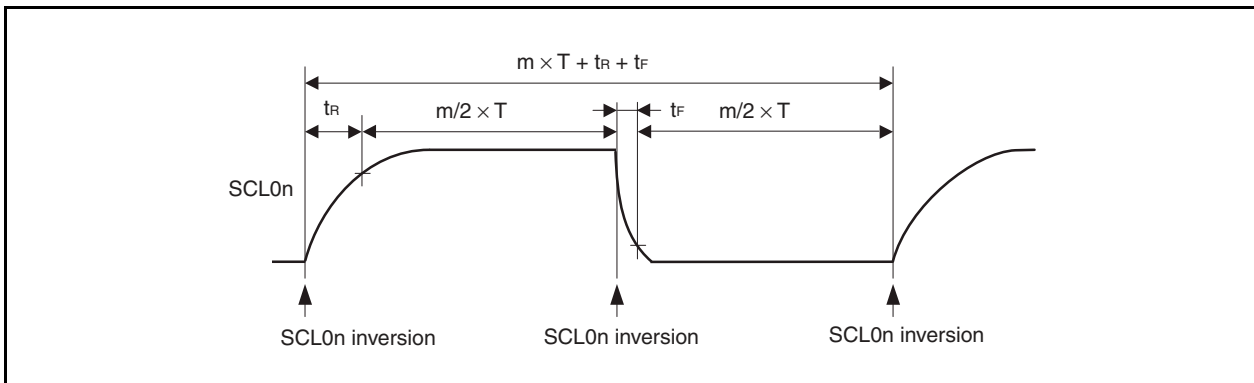 m × T + tR + tF
tR
m/2 × T
tF
m/2 × T
SCL0n
SCL0n inversion
SCL0n inversion
SCL0n inversion